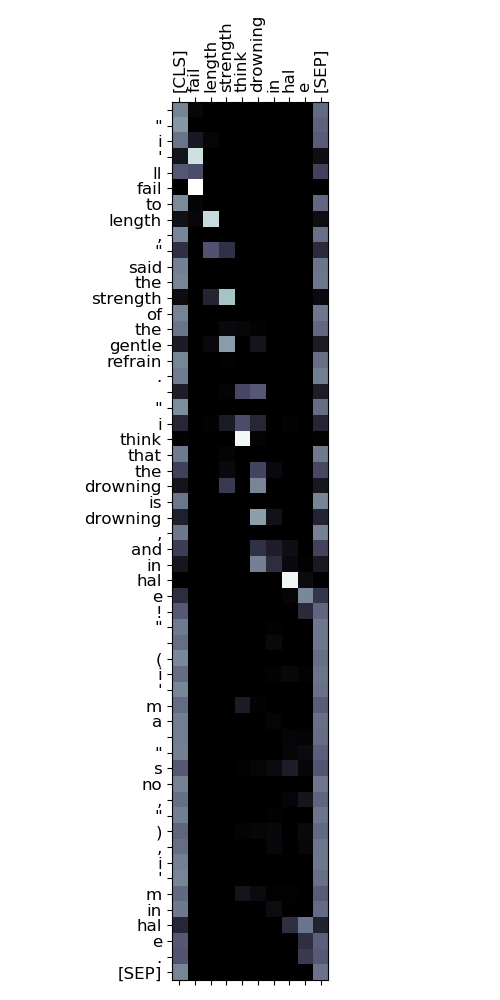 [CLS]
fail
length
strength
think
drowning
in
hal
e
[SEP]
"
i
'
ll
fail
to
length
,
"
said
the
strength
of
the
gentle
refrain
.
"
i
think
that
the
drowning
is
drowning
,
and
in
hal
e
!
"
(
i
'
m
a
"
s
no
,
"
)
,
i
'
m
in
hal
e
.
[SEP]